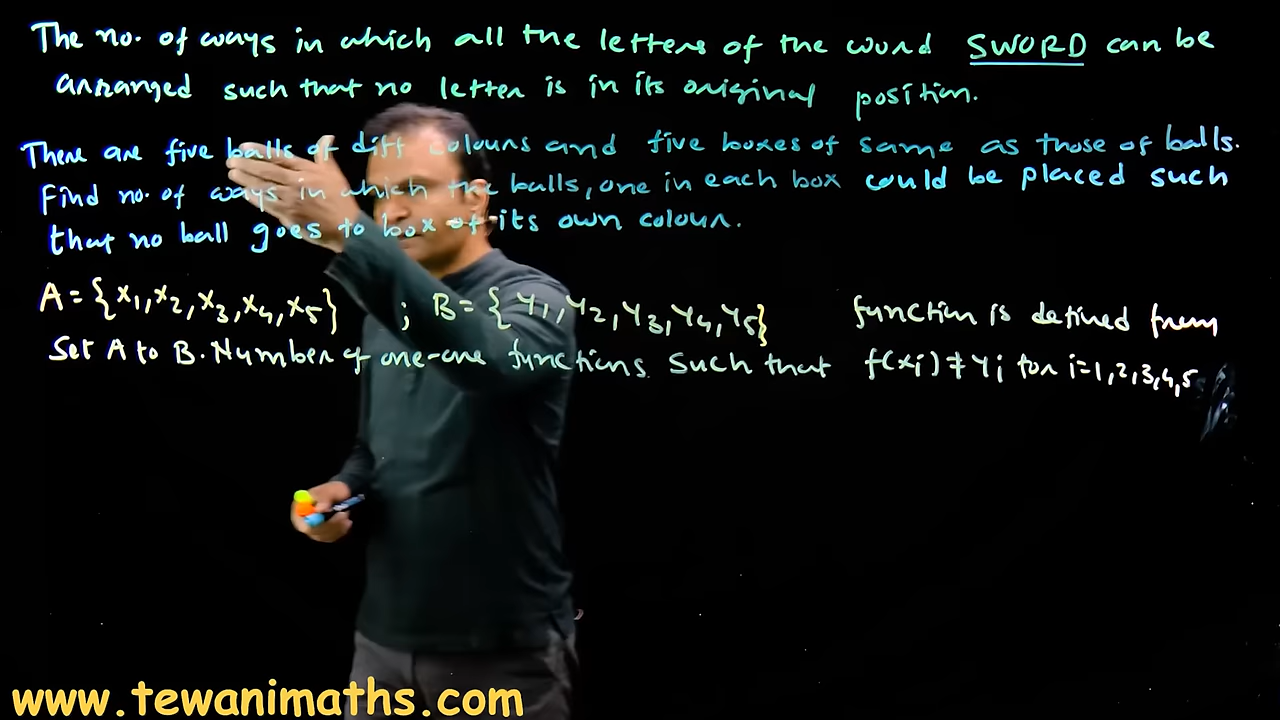 The no. of ways in which all the letters of the word SWORD can be
arranged such that no letter is in its original position.
There are five balls of diff colours and five boxes of same as those of balls.
Find no. of ways in which the balls, one in each box could be placed such
that no ball goes to box of its own colour.
A = {x₁, x₂, x₃, x₄, x₅} ; B = {y₁, y₂, y₃, y₄, y₅} function is defined from
Set A to B. Number of one-one functions such that f(xᵢ) ≠ yᵢ for i=1,2,3,4,5
www.tewanimaths.com